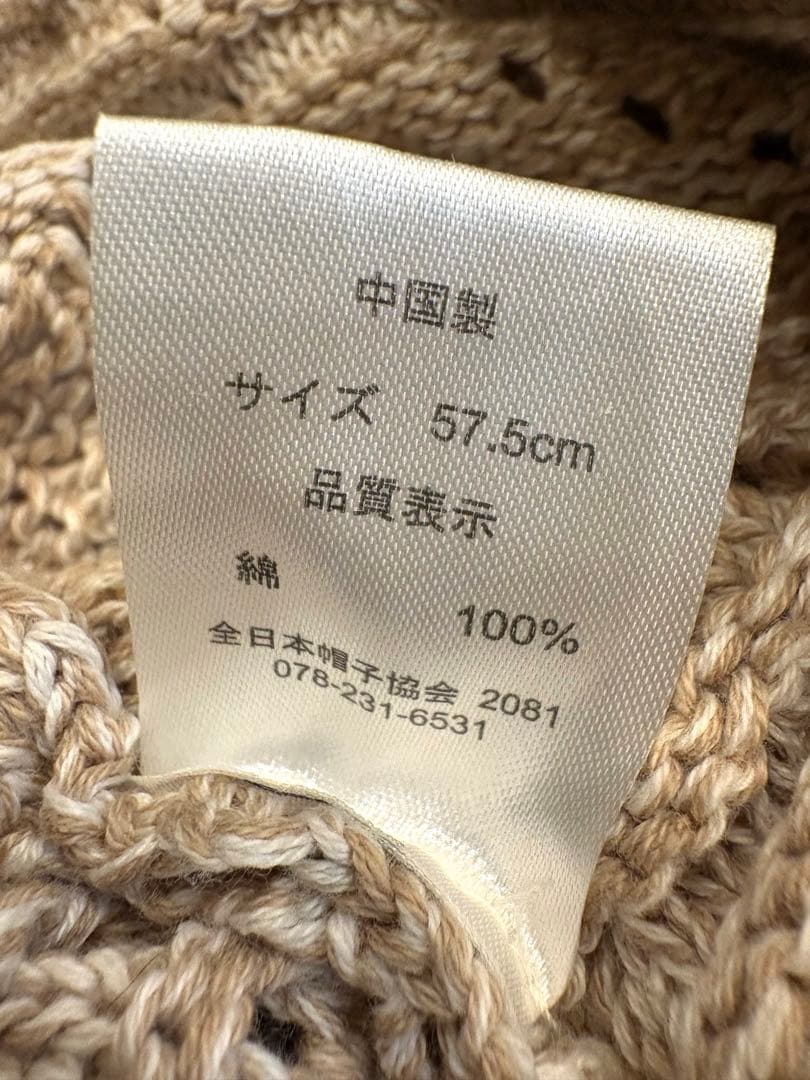 中国製
サイズ 57.5cm
品質表示
綿 100%
全日本帽子協会 2081
078-231-6531